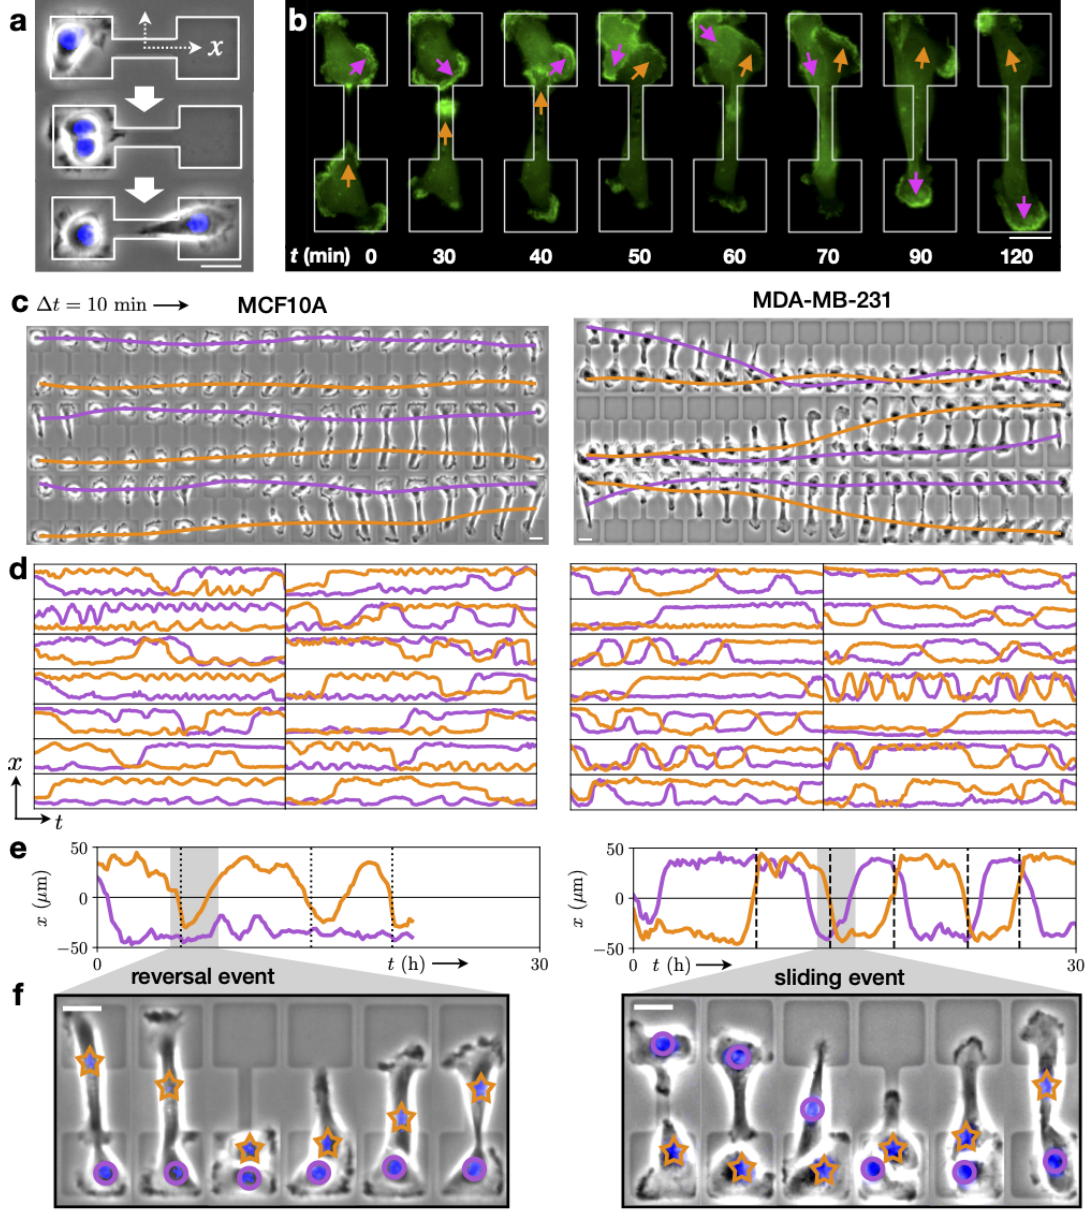 a
x
b
t (min) 0 30 40 50 60 70 90 120
c Δt = 10 min
MCF10A
MDA-MB-231
d
x
t
e
x (μm)
50
0
−50
0
t (h)
30
x (μm)
50
0
−50
0
t (h)
30
reversal event
sliding event
f